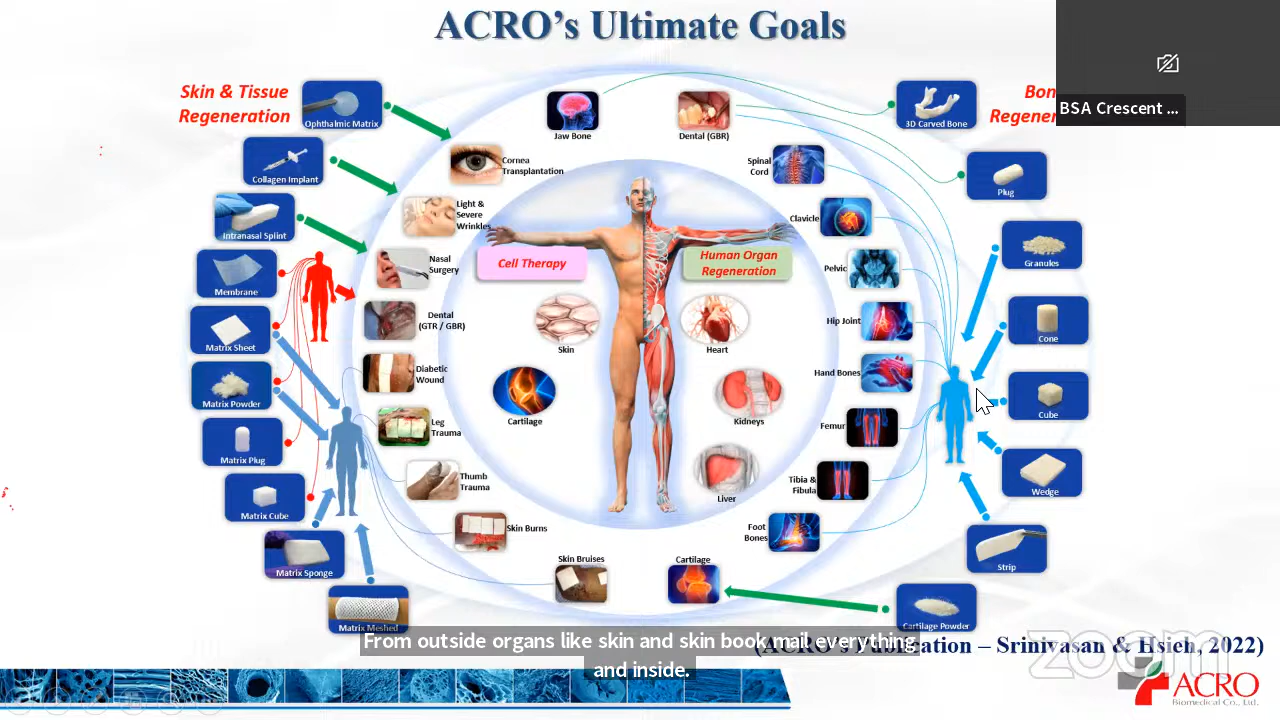 ACRO's Ultimate Goals
BSA Crescent ...
Skin & Tissue
Regeneration
Bon
Regener
Ophthalmic Matrix
Collagen Implant
Intranasal Splint
Membrane
Matrix Sheet
Matrix Powder
Matrix Plug
Matrix Cube
Matrix Sponge
Matrix Meshed
Jaw Bone
Cornea
Transplantation
Light &
Severe
Wrinkles
Nasal
Surgery
Dental
(GTR / GBR)
Diabetic
Wound
Leg
Trauma
Thumb
Trauma
Skin Burns
Skin Bruises
Cell Therapy
Human Organ
Regeneration
Skin
Heart
Cartilage
Kidneys
Liver
Dental (GBR)
Spinal
Cord
Clavicle
Pelvic
Hip Joint
Hand Bones
Femur
Tibia &
Fibula
Foot
Bones
Cartilage
3D Carved Bone
Plug
Granules
Cone
Cube
Wedge
Strip
Cartilage Powder
From outside organs like skin and skin book mail everything
and inside.
(ACRO's Publication – Srinivasan & Hsieh, 2022)
zoom
ACRO
Biomedical Co., Ltd.